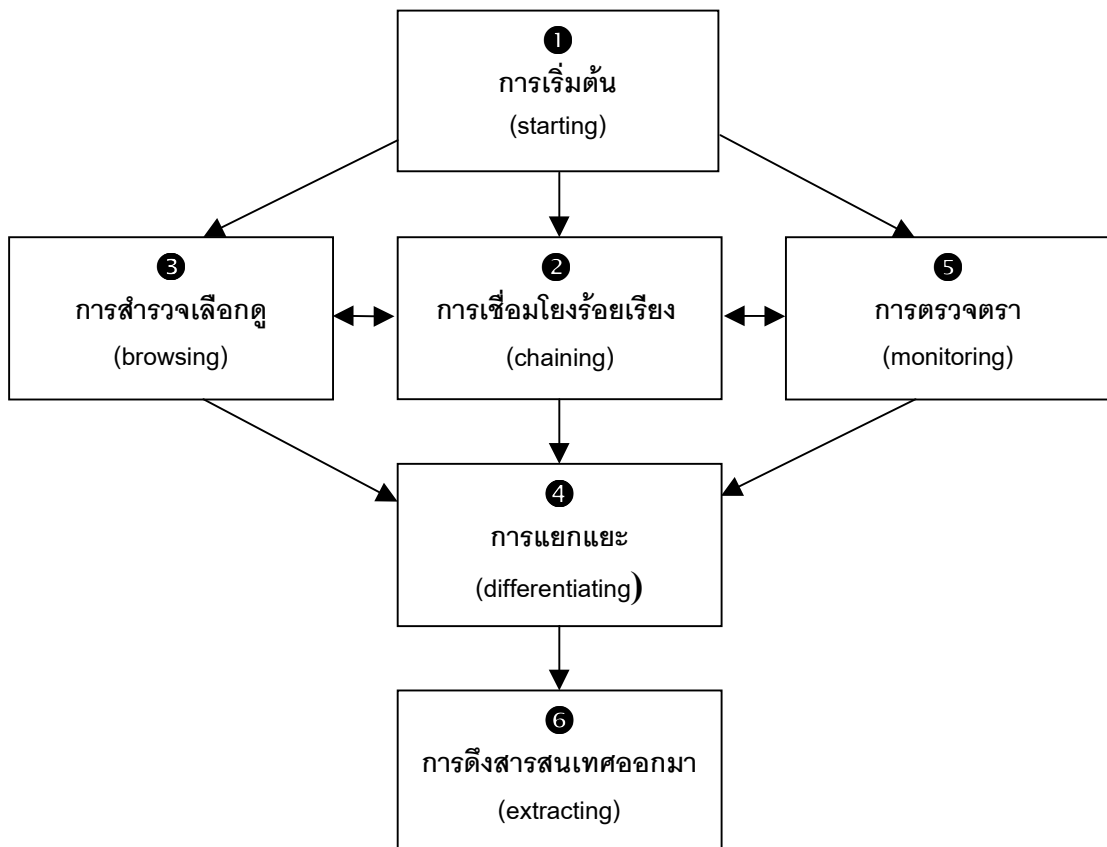 ❶
การเริ่มต้น
(starting)
❸
การสำรวจเลือกดู
(browsing)
❷
การเชื่อมโยงร้อยเรียง
(chaining)
❺
การตรวจตรา
(monitoring)
❹
การแยกแยะ
(differentiating)
❻
การดึงสารสนเทศออกมา
(extracting)